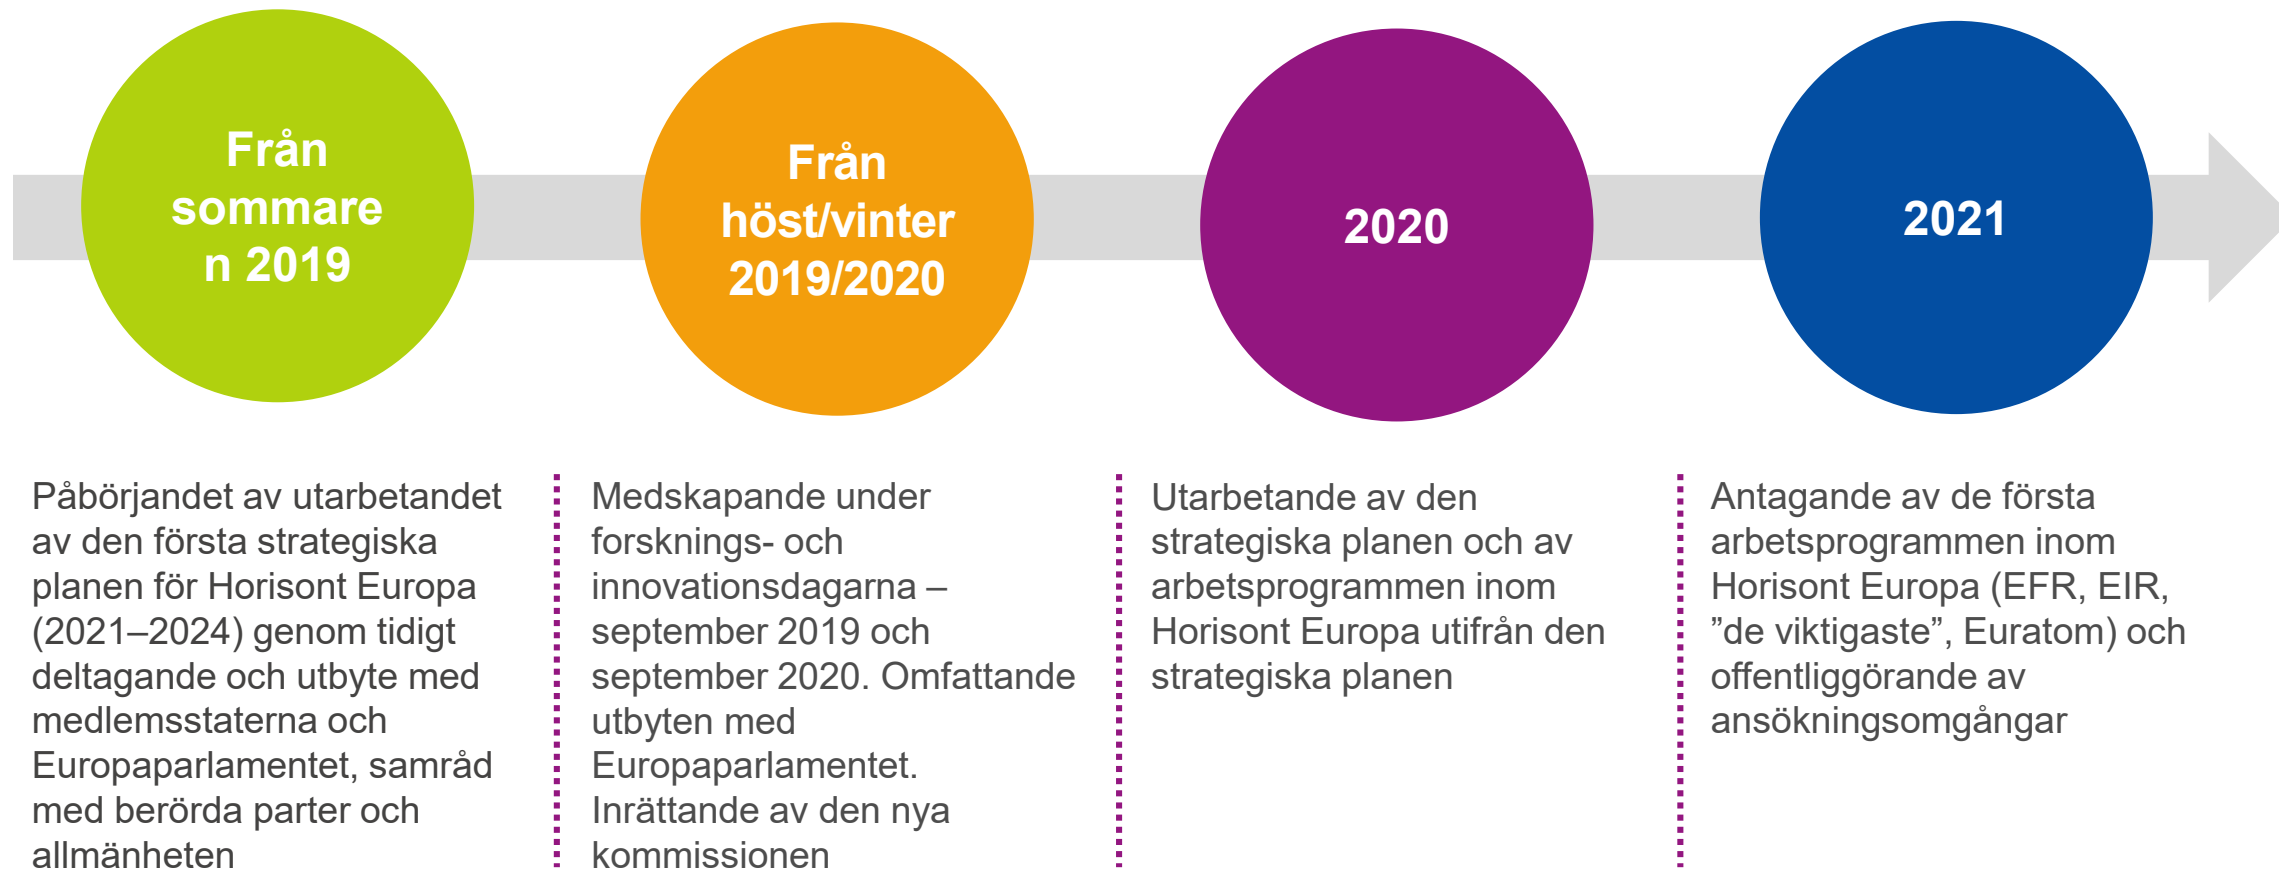 Från
sommare
n 2019
Från
höst/vinter
2019/2020
2020
2021
Påbörjandet av utarbetandet
av den första strategiska
planen för Horisont Europa
(2021–2024) genom tidigt
deltagande och utbyte med
medlemsstaterna och
Europaparlamentet, samråd
med berörda parter och
allmänheten
Medskapande under
forsknings- och
innovationsdagarna –
september 2019 och
september 2020. Omfattande
utbyten med
Europaparlamentet.
Inrättande av den nya
kommissionen
Utarbetande av den
strategiska planen och av
arbetsprogrammen inom
Horisont Europa utifrån den
strategiska planen
Antagande av de första
arbetsprogrammen inom
Horisont Europa (EFR, EIR,
”de viktigaste”, Euratom) och
offentliggörande av
ansökningsomgångar